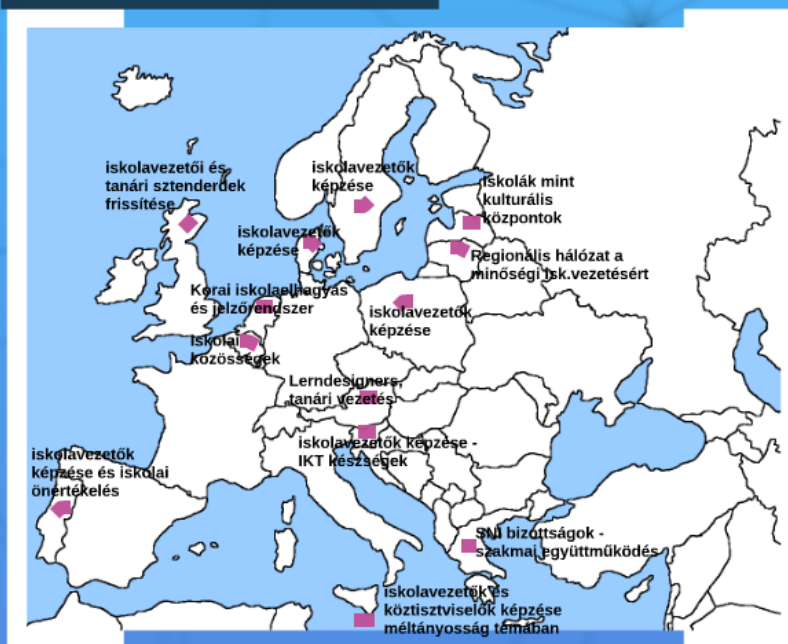 iskolavezetői és
tanári sztenderdek
frissítése
iskolavezetők
képzése
Iskolák mint
kulturális
központok
iskolavezetők
képzése
Regionális hálózat a
minőségi isk.vezetésért
Korai iskolaelhagyás
és jelzőrendszer
iskolavezetők
képzése
Iskolai
közösségek
Lerndesigners,
tanári vezetés
iskolavezetők képzése -
IKT készségek
iskolavezetők
képzése és iskolai
önértékelés
SNI bizottságok -
szakmai együttműködés
iskolavezetők és
köztisztviselők képzése
méltányosság témában